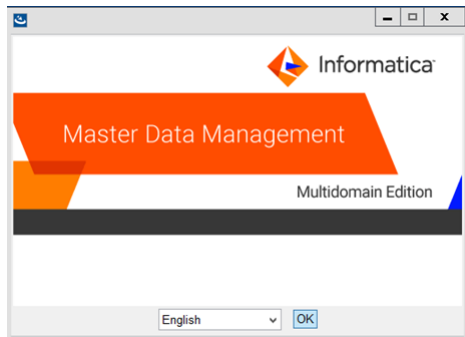 Informatica
Master Data Management
Multidomain Edition
English
OK